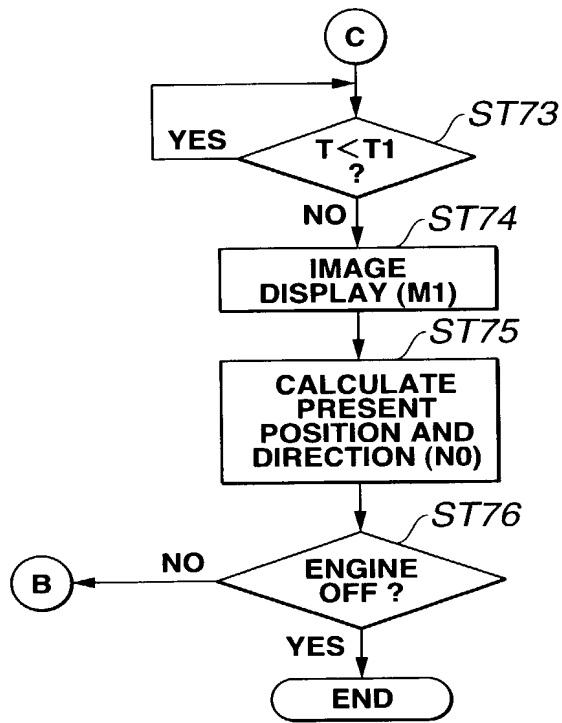 C
ST73
YES
T<T1
?
NO
ST74
IMAGE
DISPLAY (M1)
ST75
CALCULATE
PRESENT
POSITION AND
DIRECTION (N0)
ST76
NO
B
ENGINE
OFF ?
YES
END